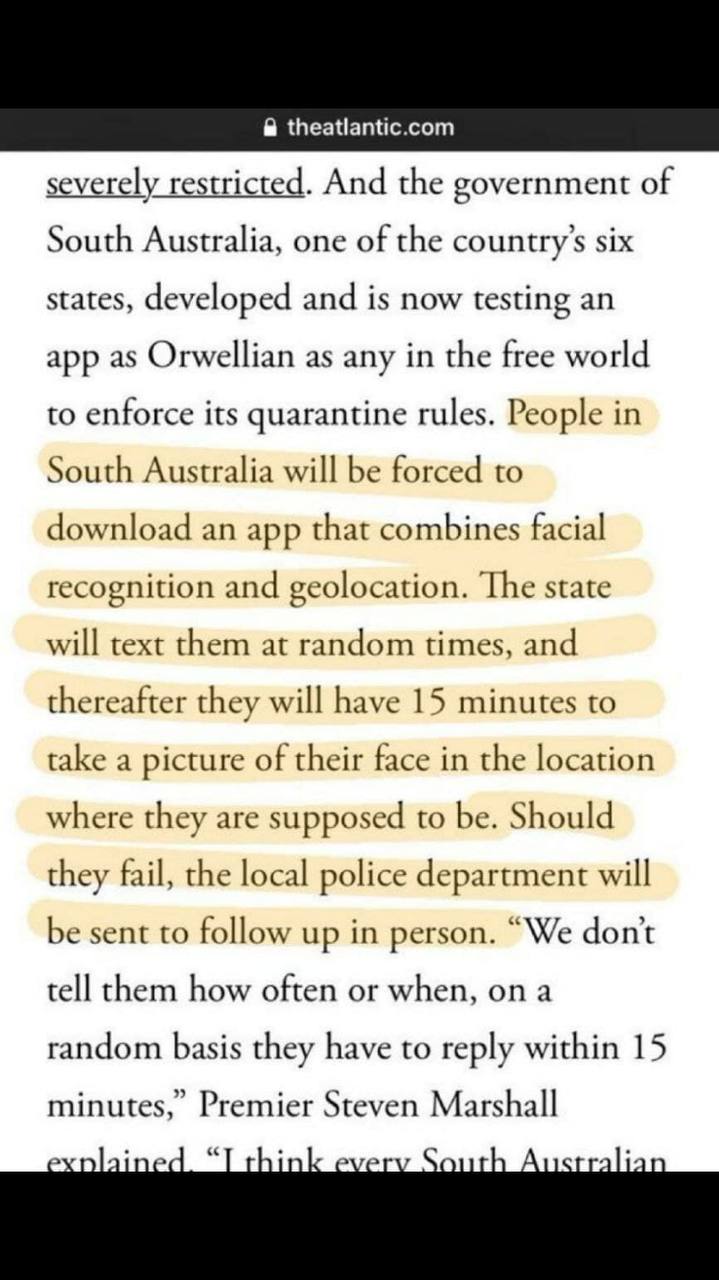 theatlantic.com
severely restricted. And the government of
South Australia, one of the country's six
states, developed and is now testing an
app as Orwellian as any in the free world
to enforce its quarantine rules. People in
South Australia will be forced to
download an app that combines facial
recognition and geolocation. The state
will text them at random times, and
thereafter they will have 15 minutes to
take a picture of their face in the location
where they are supposed to be. Should
they fail, the local police department will
be sent to follow up in person. “We don’t
tell them how often or when, on a
random basis they have to reply within 15
minutes,” Premier Steven Marshall
explained. “I think every South Australian